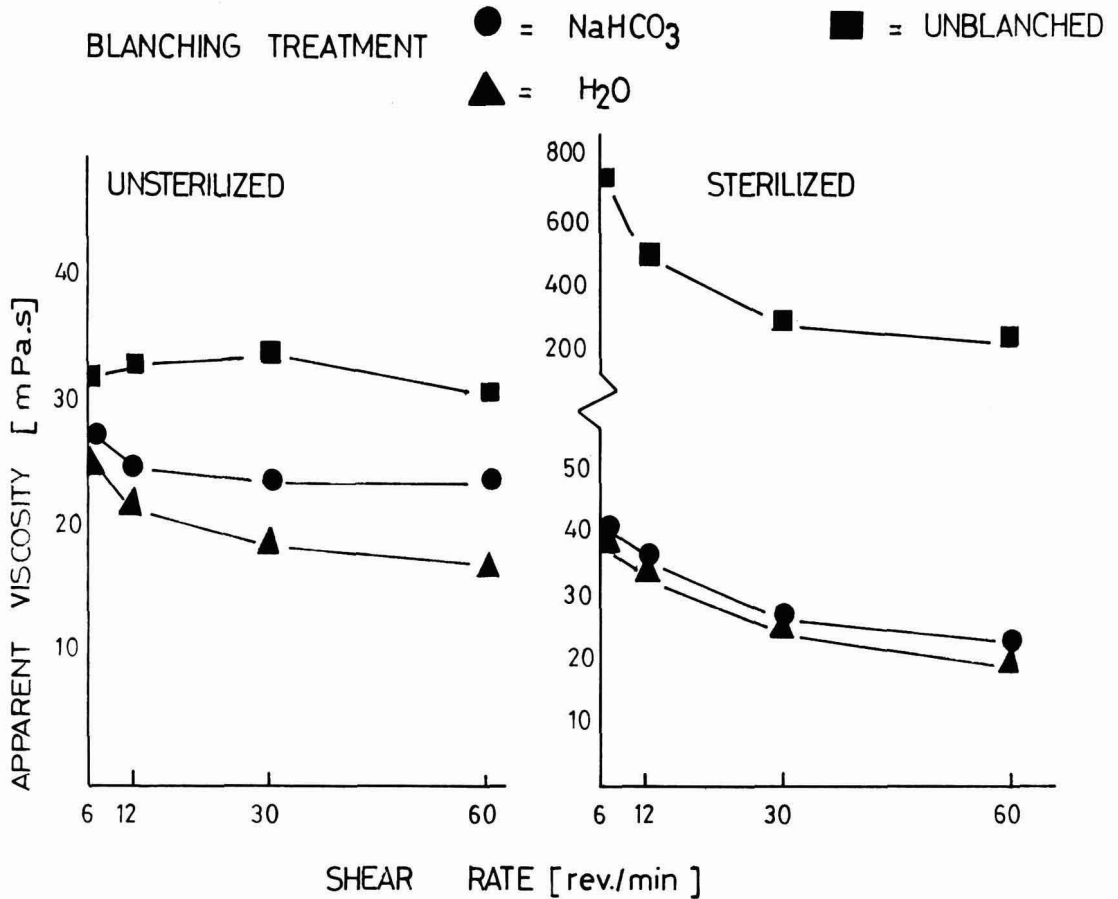 BLANCHING TREATMENT
● = NaHCO3
■ = UNBLANCHED
▲ = H2O
UNSTERILIZED
STERILIZED
APPARENT VISCOSITY [mPa.s]
40
30
20
10
6 12 30 60
800
600
400
200
50
40
30
20
10
6 12 30 60
SHEAR RATE [rev./min]